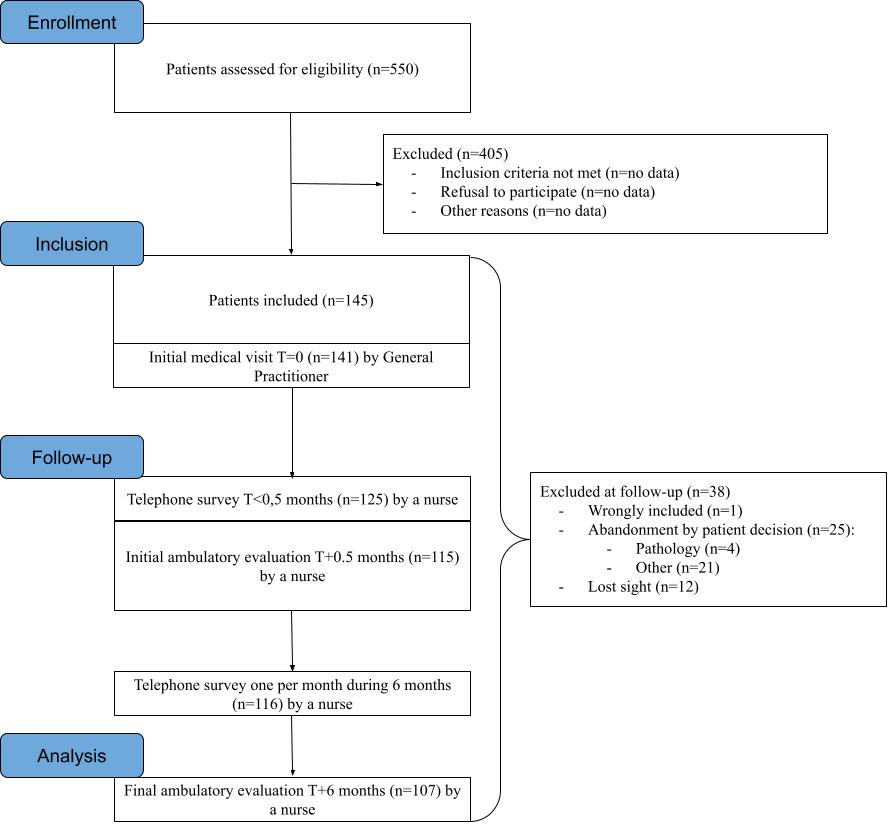 Enrollment
Patients assessed for eligibility (n=550)
Excluded (n=405)
- Inclusion criteria not met (n=no data)
- Refusal to participate (n=no data)
- Other reasons (n=no data)
Inclusion
Patients included (n=145)
Initial medical visit T=0 (n=141) by General
Practitioner
Follow-up
Telephone survey T<0,5 months (n=125) by a nurse
Initial ambulatory evaluation T+0.5 months (n=115)
by a nurse
Excluded at follow-up (n=38)
- Wrongly included (n=1)
- Abandonment by patient decision (n=25):
- Pathology (n=4)
- Other (n=21)
- Lost sight (n=12)
Telephone survey one per month during 6 months
(n=116) by a nurse
Analysis
Final ambulatory evaluation T+6 months (n=107) by
a nurse